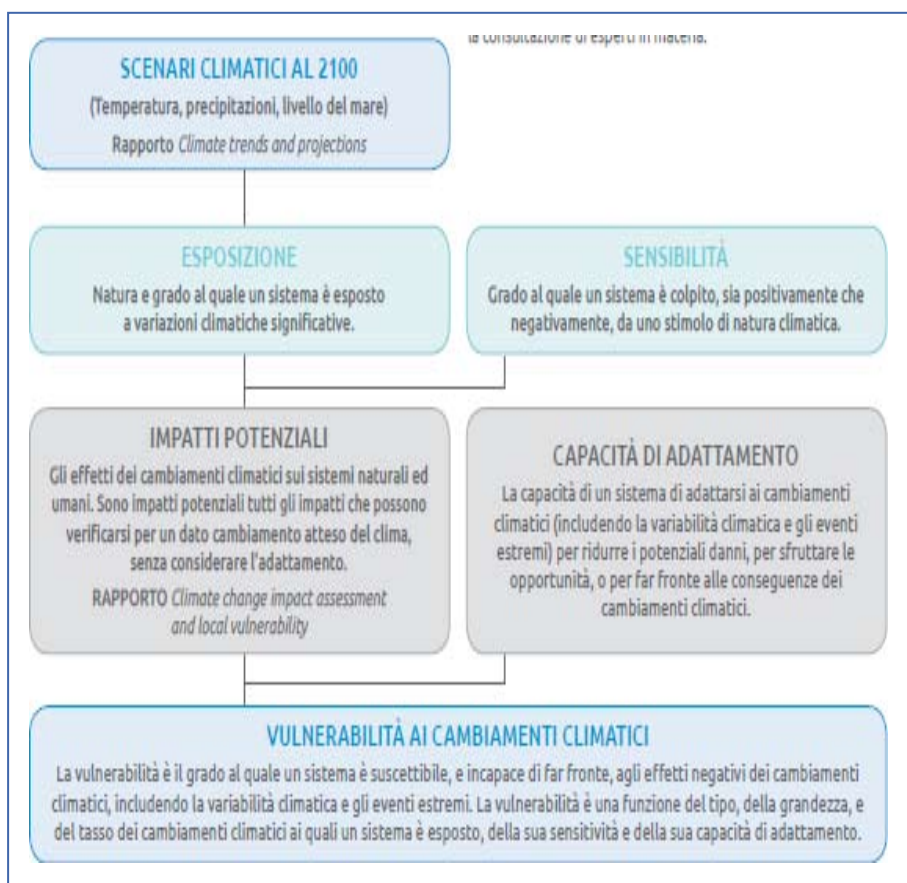 la consultazione di esperti in materia.
SCENARI CLIMATICI AL 2100
(Temperatura, precipitazioni, livello del mare)
Rapporto Climate trends and projections
ESPOSIZIONE
Natura e grado al quale un sistema è esposto
a variazioni climatiche significative.
SENSIBILITÀ
Grado al quale un sistema è colpito, sia positivamente che
negativamente, da uno stimolo di natura climatica.
IMPATTI POTENZIALI
Gli effetti dei cambiamenti climatici sui sistemi naturali ed
umani. Sono impatti potenziali tutti gli impatti che possono
verificarsi per un dato cambiamento atteso del clima,
senza considerare l'adattamento.
RAPPORTO Climate change impact assessment
and local vulnerability
CAPACITÀ DI ADATTAMENTO
La capacità di un sistema di adattarsi ai cambiamenti
climatici (includendo la variabilità climatica e gli eventi
estremi) per ridurre i potenziali danni, per sfruttare le
opportunità, o per far fronte alle conseguenze dei
cambiamenti climatici.
VULNERABILITÀ AI CAMBIAMENTI CLIMATICI
La vulnerabilità è il grado al quale un sistema è suscettibile, e incapace di far fronte, agli effetti negativi dei cambiamenti
climatici, includendo la variabilità climatica e gli eventi estremi. La vulnerabilità è una funzione del tipo, della grandezza, e
del tasso dei cambiamenti climatici ai quali un sistema è esposto, della sua sensitività e della sua capacità di adattamento.